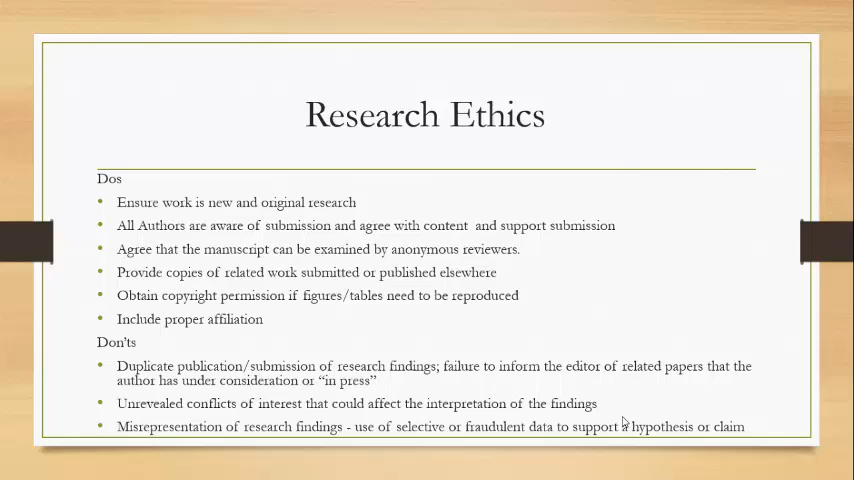 Research Ethics
Dos
• Ensure work is new and original research
• All Authors are aware of submission and agree with content and support submission
• Agree that the manuscript can be examined by anonymous reviewers.
• Provide copies of related work submitted or published elsewhere
• Obtain copyright permission if figures/tables need to be reproduced
• Include proper affiliation
Don'ts
• Duplicate publication/submission of research findings; failure to inform the editor of related papers that the
author has under consideration or “in press”
• Unrevealed conflicts of interest that could affect the interpretation of the findings
• Misrepresentation of research findings - use of selective or fraudulent data to support a hypothesis or claim